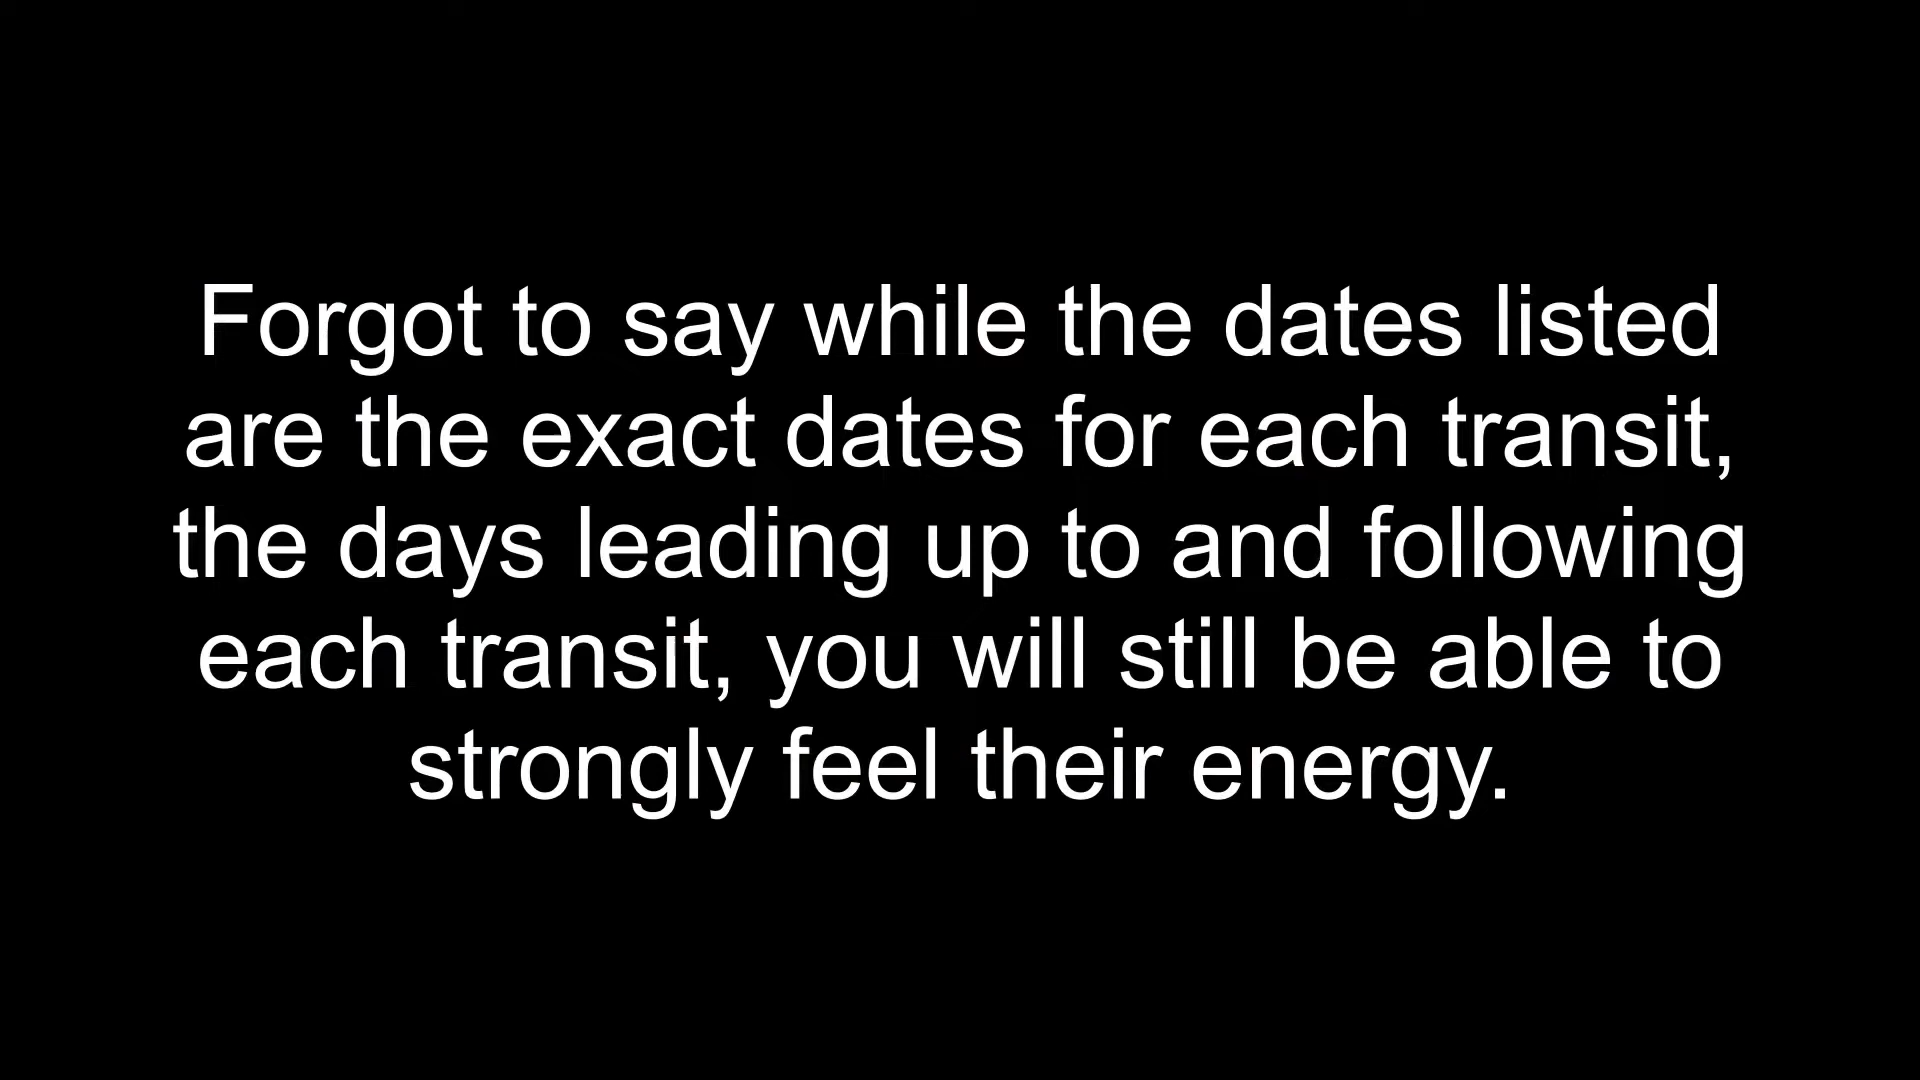 Forgot to say while the dates listed
are the exact dates for each transit,
the days leading up to and following
each transit, you will still be able to
strongly feel their energy.